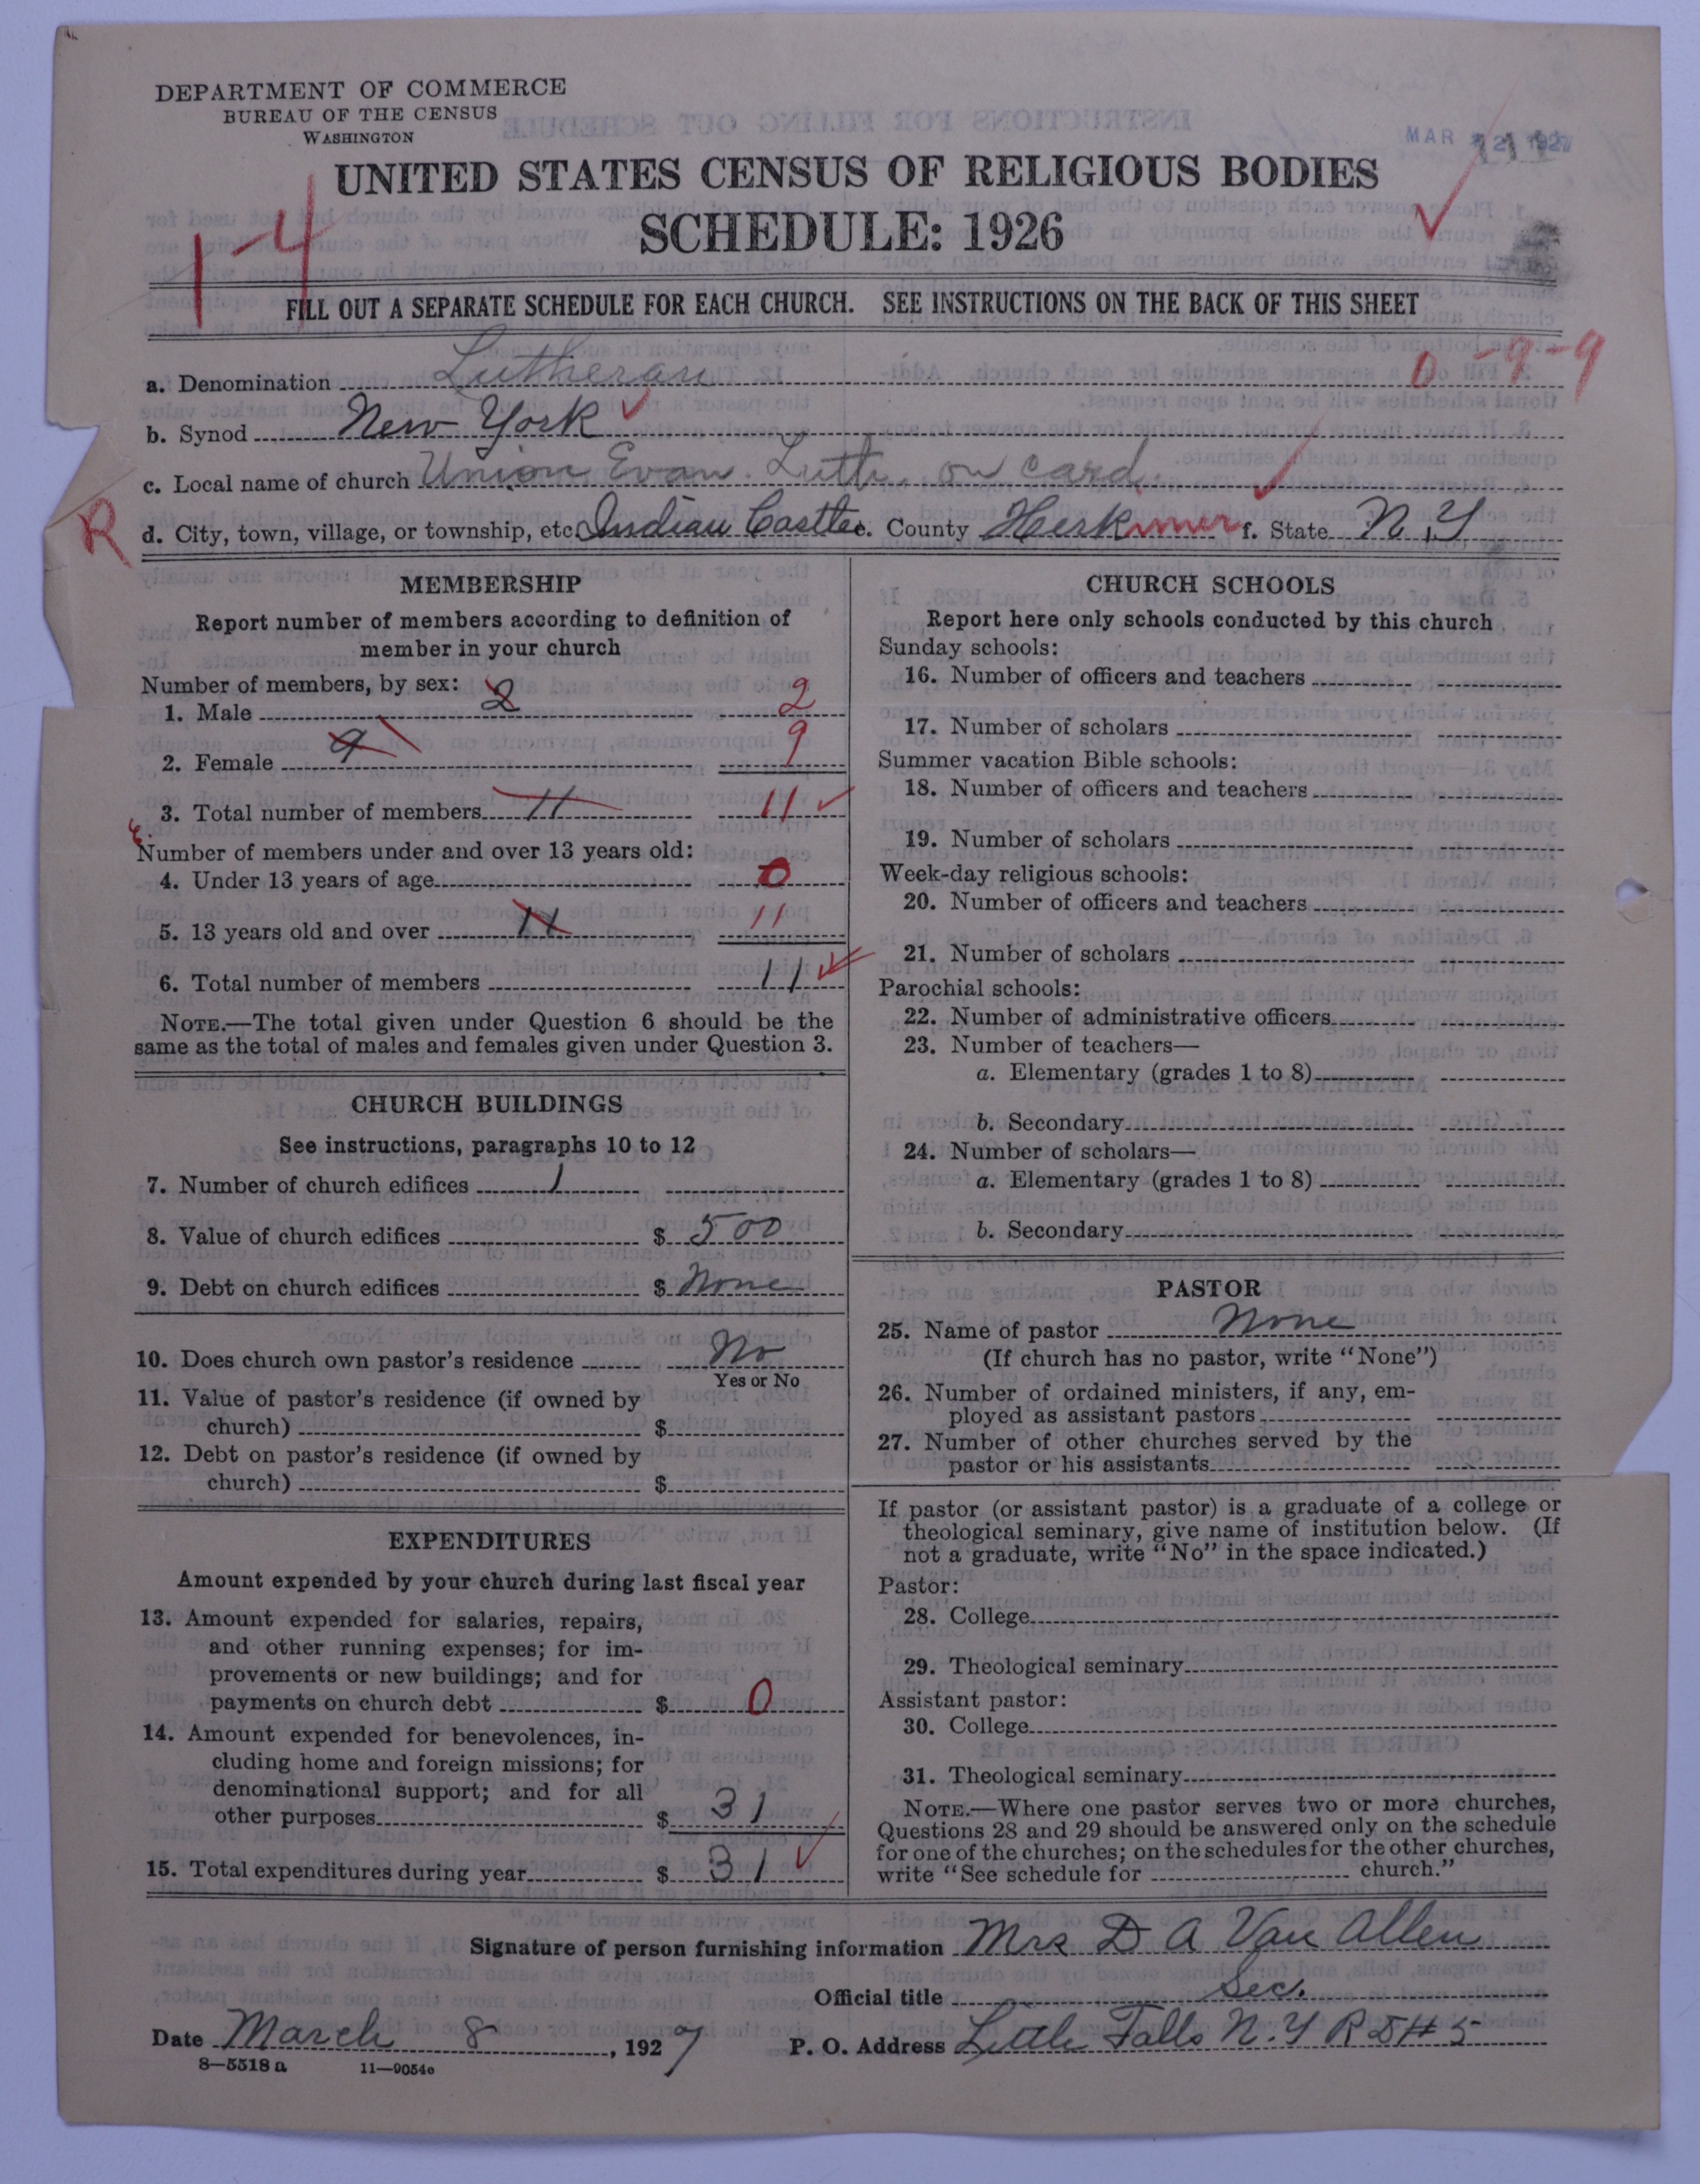 DEPARTMENT OF COMMERCE
BUREAU OF THE CENSUS
WASHINGTON
MAR 1927
UNITED STATES CENSUS OF RELIGIOUS BODIES
SCHEDULE: 1926
1-4
FILL OUT A SEPARATE SCHEDULE FOR EACH CHURCH. SEE INSTRUCTIONS ON THE BACK OF THIS SHEET
a. Denomination Lutheran 0-9-9
b. Synod New York
c. Local name of church Union Evan. Luth. on card
R d. City, town, village, or township, etc. Indian Castle e. County Herkimer f. State N.Y
MEMBERSHIP
Report number of members according to definition of
member in your church
Number of members, by sex:
1. Male 2 2
2. Female 9 9
3. Total number of members 11 11
Number of members under and over 13 years old:
4. Under 13 years of age 0
5. 13 years old and over 11 11
6. Total number of members 11
NOTE.—The total given under Question 6 should be the
same as the total of males and females given under Question 3.
CHURCH BUILDINGS
See instructions, paragraphs 10 to 12
7. Number of church edifices 1
8. Value of church edifices $ 500
9. Debt on church edifices $ None
10. Does church own pastor's residence No
Yes or No
11. Value of pastor's residence (if owned by
church) $
12. Debt on pastor's residence (if owned by
church) $
EXPENDITURES
Amount expended by your church during last fiscal year
13. Amount expended for salaries, repairs,
and other running expenses; for im-
provements or new buildings; and for
payments on church debt $ 0
14. Amount expended for benevolences, in-
cluding home and foreign missions; for
denominational support; and for all
other purposes $ 31
15. Total expenditures during year $ 31
CHURCH SCHOOLS
Report here only schools conducted by this church
Sunday schools:
16. Number of officers and teachers
17. Number of scholars
Summer vacation Bible schools:
18. Number of officers and teachers
19. Number of scholars
Week-day religious schools:
20. Number of officers and teachers
21. Number of scholars
Parochial schools:
22. Number of administrative officers
23. Number of teachers—
a. Elementary (grades 1 to 8)
b. Secondary
24. Number of scholars—
a. Elementary (grades 1 to 8)
b. Secondary
PASTOR
25. Name of pastor None
(If church has no pastor, write "None")
26. Number of ordained ministers, if any, em-
ployed as assistant pastors
27. Number of other churches served by the
pastor or his assistants
If pastor (or assistant pastor) is a graduate of a college or
theological seminary, give name of institution below. (If
not a graduate, write "No" in the space indicated.)
Pastor:
28. College
29. Theological seminary
Assistant pastor:
30. College
31. Theological seminary
NOTE.—Where one pastor serves two or more churches,
Questions 28 and 29 should be answered only on the schedule
for one of the churches; on the schedules for the other churches,
write "See schedule for church."
Signature of person furnishing information Mrs D A Van Allen
Official title Sec.
Date March 8, 1927 P. O. Address Little Falls N.Y R D # 5
8—5518 a 11—9054c